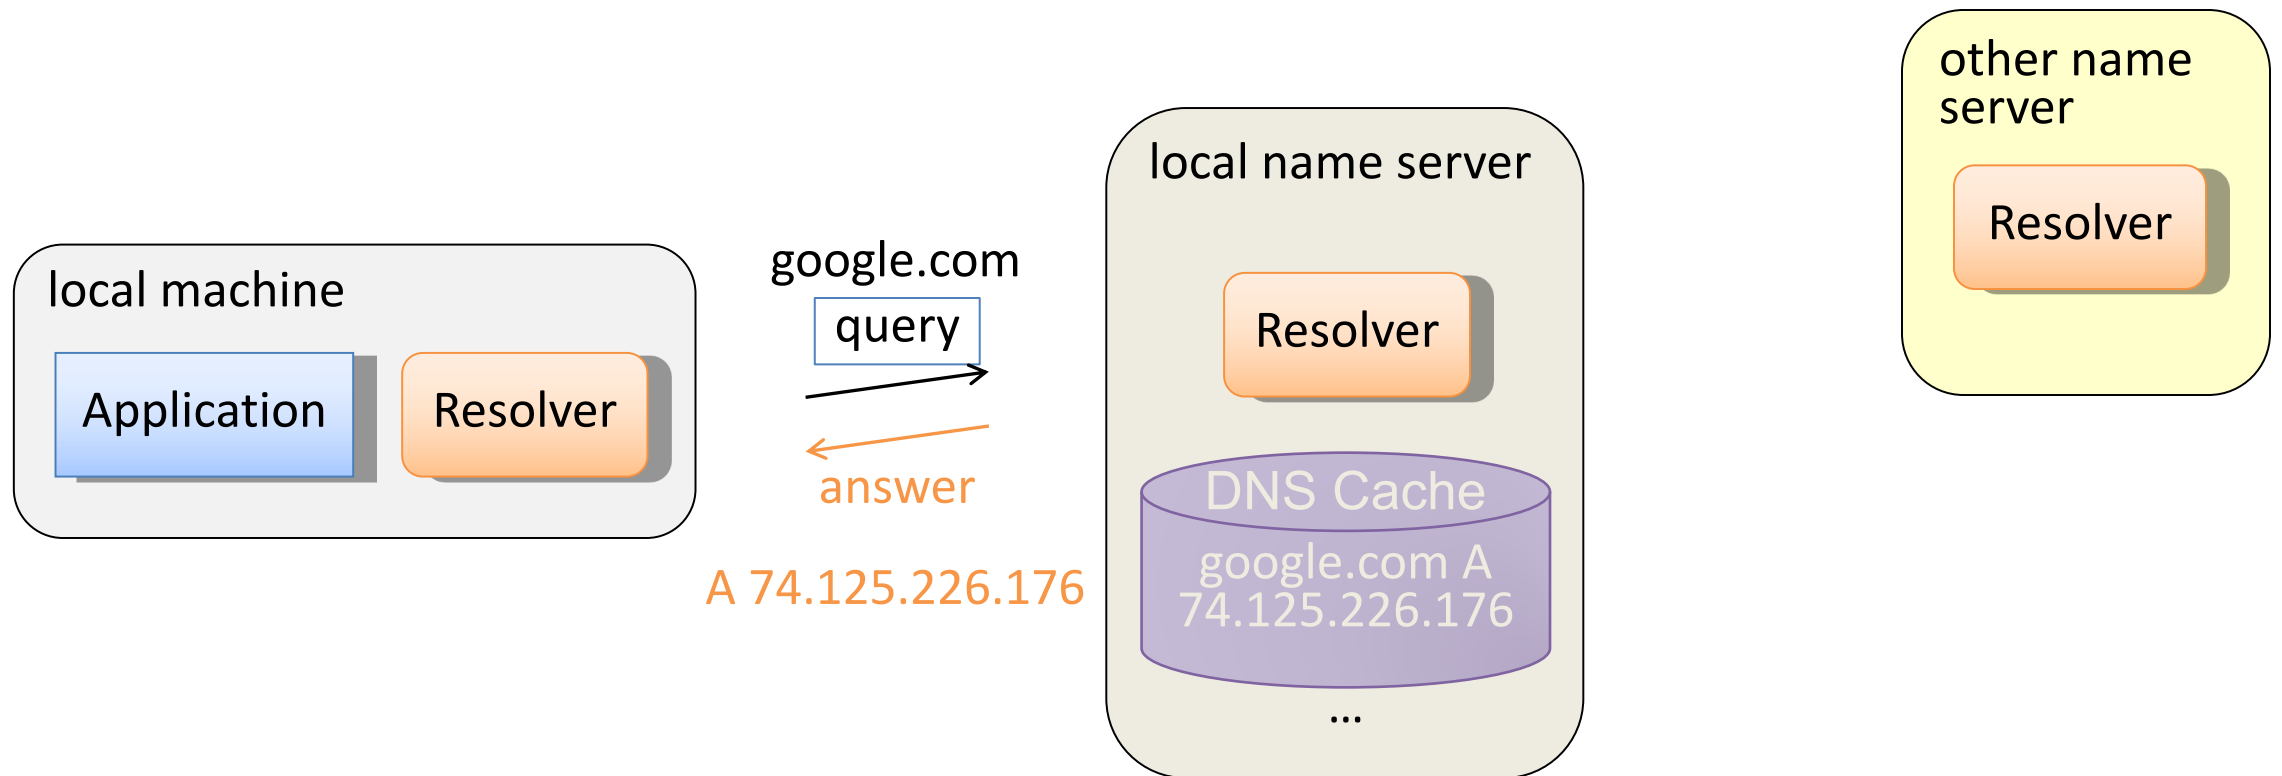 other name
server
Resolver
local name server
google.com
query
Resolver
local machine
Application
Resolver
answer
A 74.125.226.176
DNS Cache
google.com A
74.125.226.176
...